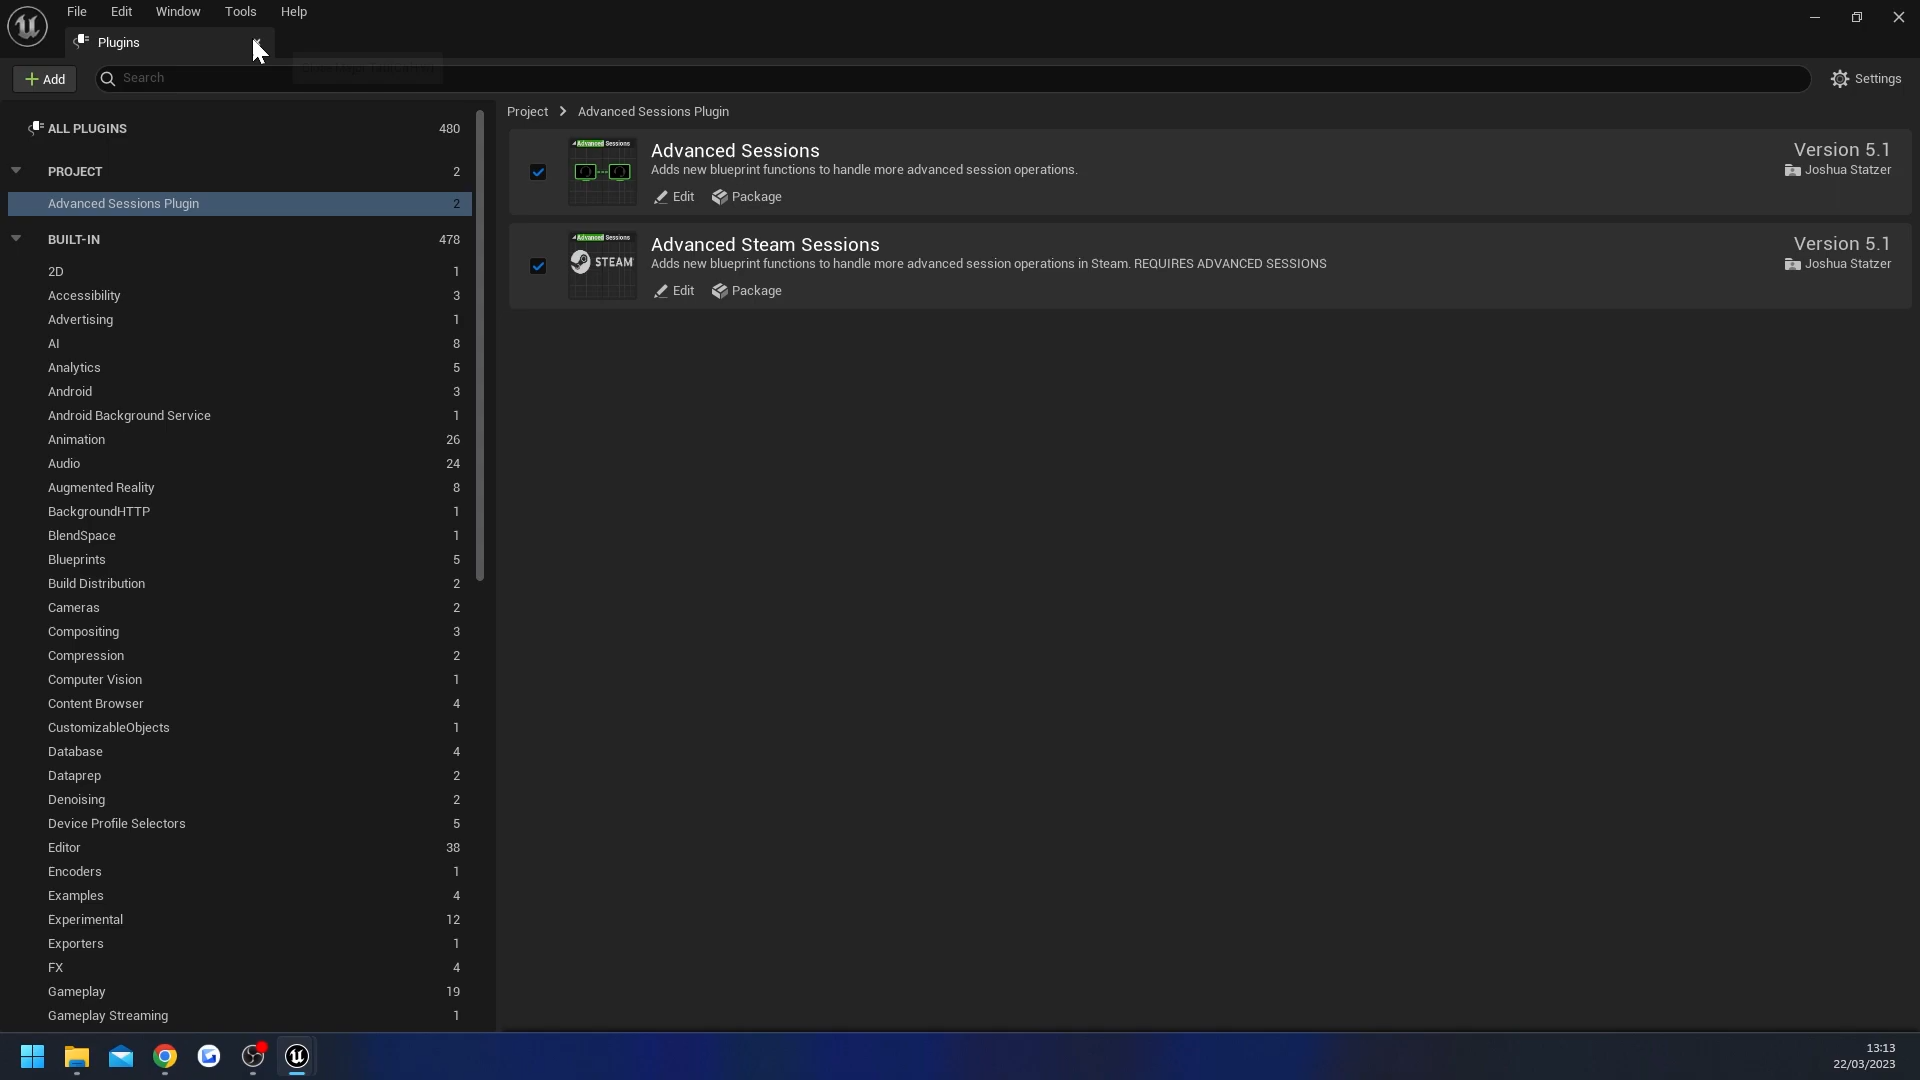 File Edit Window Tools Help
Plugins
Add
Search
Settings
ALL PLUGINS 480
PROJECT 2
Advanced Sessions Plugin 2
BUILT-IN 478
2D 1
Accessibility 3
Advertising 1
AI 8
Analytics 5
Android 3
Android Background Service 1
Animation 26
Audio 24
Augmented Reality 8
BackgroundHTTP 1
BlendSpace 1
Blueprints 5
Build Distribution 2
Cameras 2
Compositing 3
Compression 2
Computer Vision 1
Content Browser 4
CustomizableObjects 1
Database 4
Dataprep 2
Denoising 2
Device Profile Selectors 5
Editor 38
Encoders 1
Examples 4
Experimental 12
Exporters 1
FX 4
Gameplay 19
Gameplay Streaming 1
Project > Advanced Sessions Plugin
Advanced Sessions
Advanced Sessions
Version 5.1
Adds new blueprint functions to handle more advanced session operations.
Joshua Statzer
Edit Package
Advanced Sessions
STEAM
Advanced Steam Sessions
Version 5.1
Adds new blueprint functions to handle more advanced session operations in Steam. REQUIRES ADVANCED SESSIONS
Joshua Statzer
Edit Package
13:13
22/03/2023